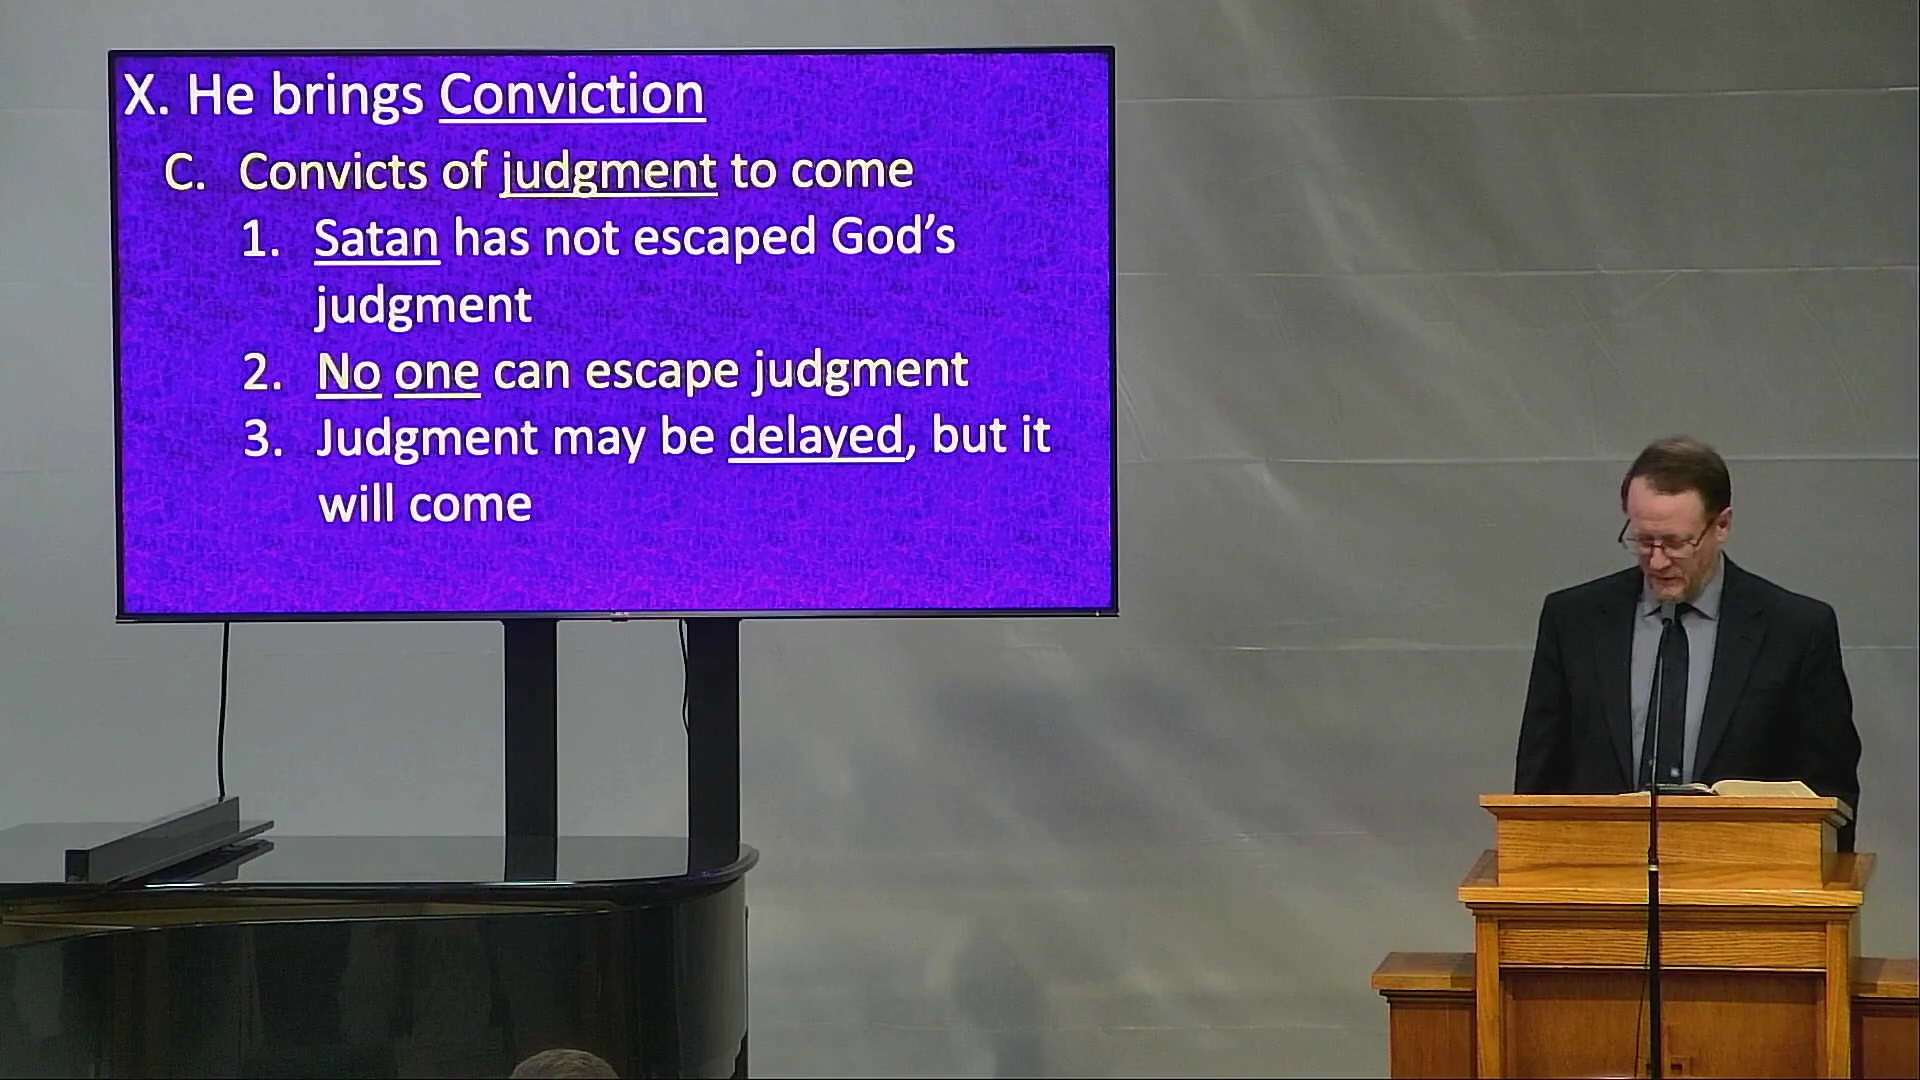 X. He brings Conviction
C. Convicts of judgment to come
1. Satan has not escaped God's
judgment
2. No one can escape judgment
3. Judgment may be delayed, but it
will come